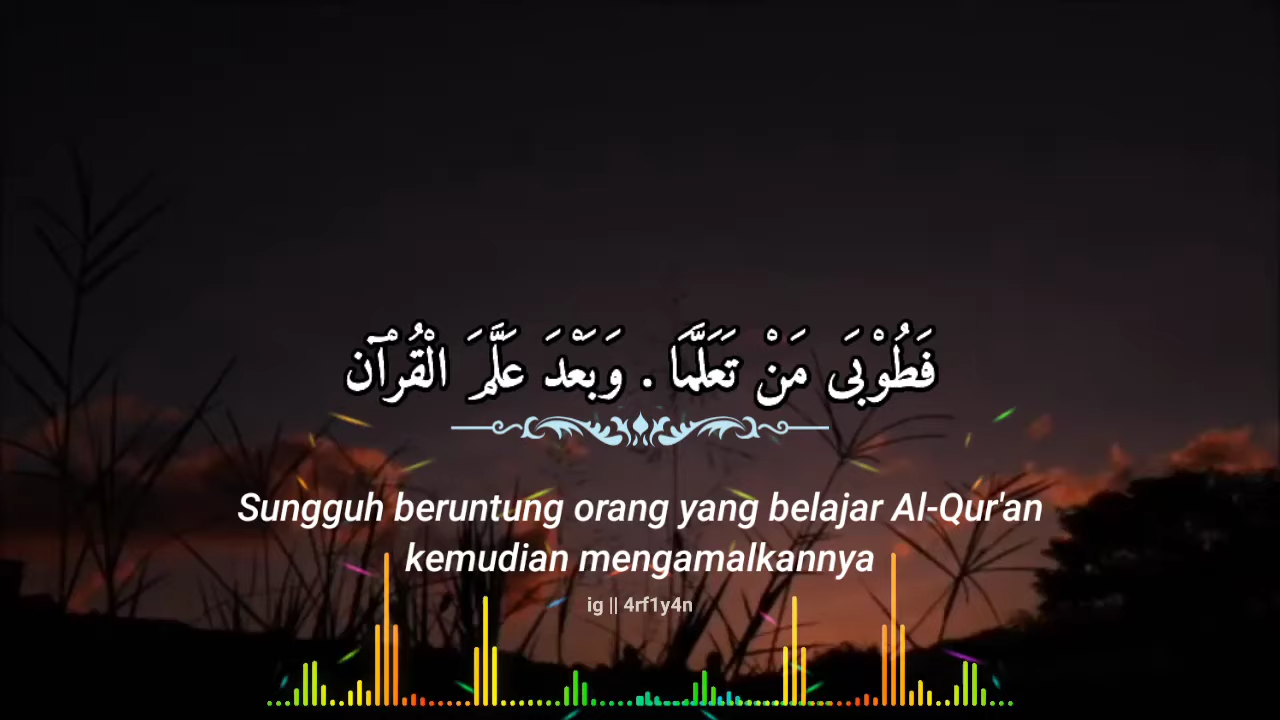 فَطُوْبَى مَنْ تَعَلَّمَا . وَبَعْدَ عَلَّمَ الْقُرْآن
Sungguh beruntung orang yang belajar Al-Qur'an
kemudian mengamalkannya
ig || 4rf1y4n